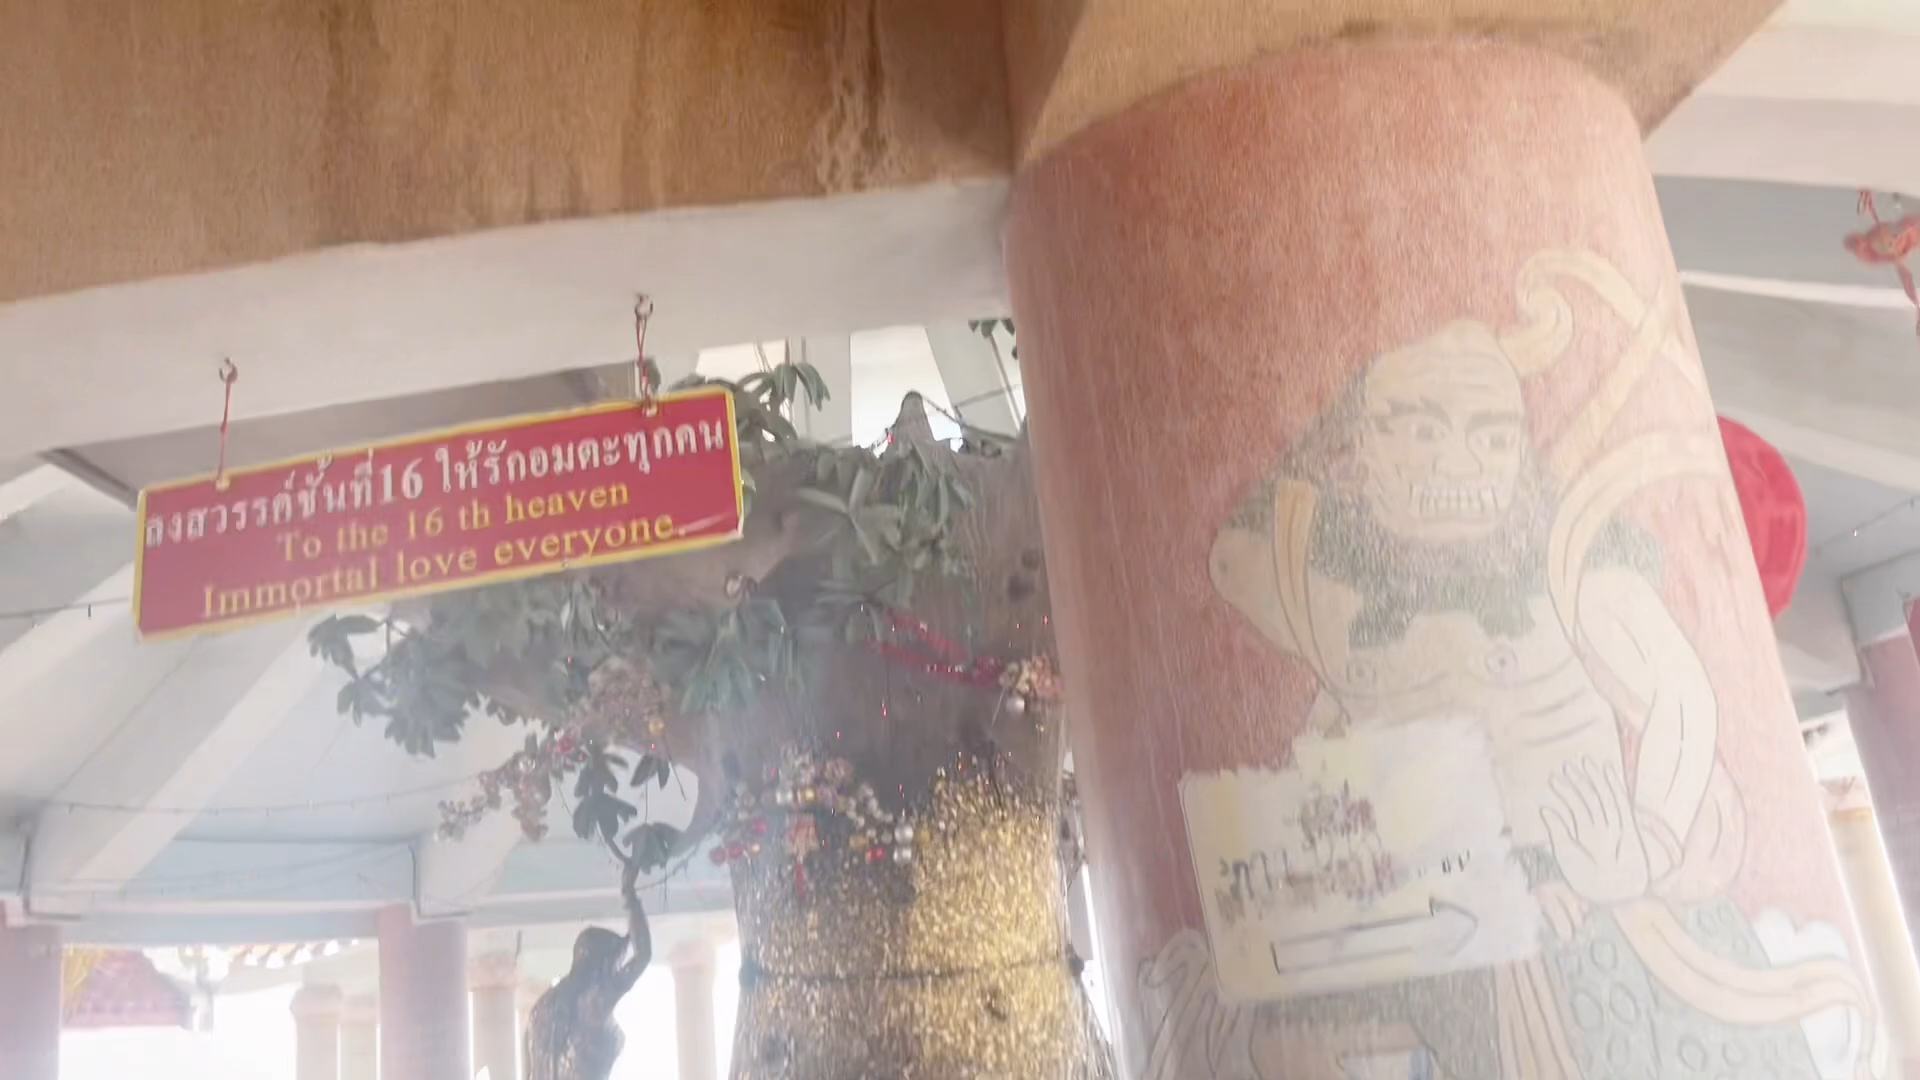 ลงสวรรค์ชั้นที่16 ให้รักอมตะทุกคน
To the 16 th heaven
Immortal love everyone.